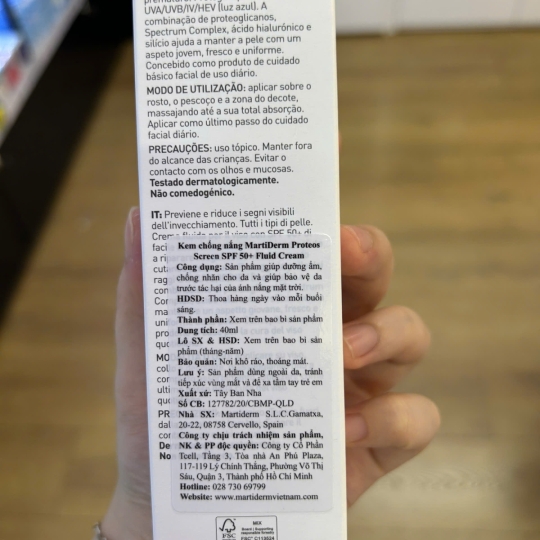 UVA/UVB/IV/HEV (luz azul). A
combinação de proteoglicanos,
Spectrum Complex, ácido hialurónico e
silício ajuda a manter a pele com um
aspeto jovem, fresco e uniforme.
Concebido como produto de cuidado
básico facial de uso diário.
MODO DE UTILIZAÇÃO: aplicar sobre o
rosto, o pescoço e a zona do decote,
massajando até a sua total absorção.
Aplicar como último passo do cuidado
facial diário.
PRECAUÇÕES: uso tópico. Manter fora
do alcance das crianças. Evitar o
contacto com os olhos e mucosas.
Testado dermatologicamente.
Não comedogénico.
IT: Previene e riduce i segni visibili
dell'invecchiamento. Tutti i tipi di pelle.
Kem chống nắng MartiDerm Proteos
Screen SPF 50+ Fluid Cream
Công dụng: Sản phẩm giúp dưỡng ẩm,
chống nhăn cho da và giúp bảo vệ da
trước tác hại của ánh nắng mặt trời.
HDSD: Thoa hàng ngày vào mỗi buổi
sáng.
Thành phần: Xem trên bao bì sản phẩm
Dung tích: 40ml
Lô SX & HSD: Xem trên bao bì sản
phẩm (tháng-năm)
Bảo quản: Nơi khô ráo, thoáng mát.
Lưu ý: Sản phẩm dùng ngoài da, tránh
tiếp xúc vùng mắt và để xa tầm tay trẻ em
Xuất xứ: Tây Ban Nha
Số CB: 127782/20/CBMP-QLD
Nhà SX: Martiderm S.L.C.Gamatxa,
20-22, 08758 Cervello, Spain
Công ty chịu trách nhiệm sản phẩm,
NK & PP độc quyền: Công ty Cổ Phần
Tcell, Tầng 3, Tòa nhà An Phú Plaza,
117-119 Lý Chính Thắng, Phường Võ Thị
Sáu, Quận 3, Thành phố Hồ Chí Minh
Hotline: 028 730 69799
Website: www.martidermvietnam.com
FSC
MIX